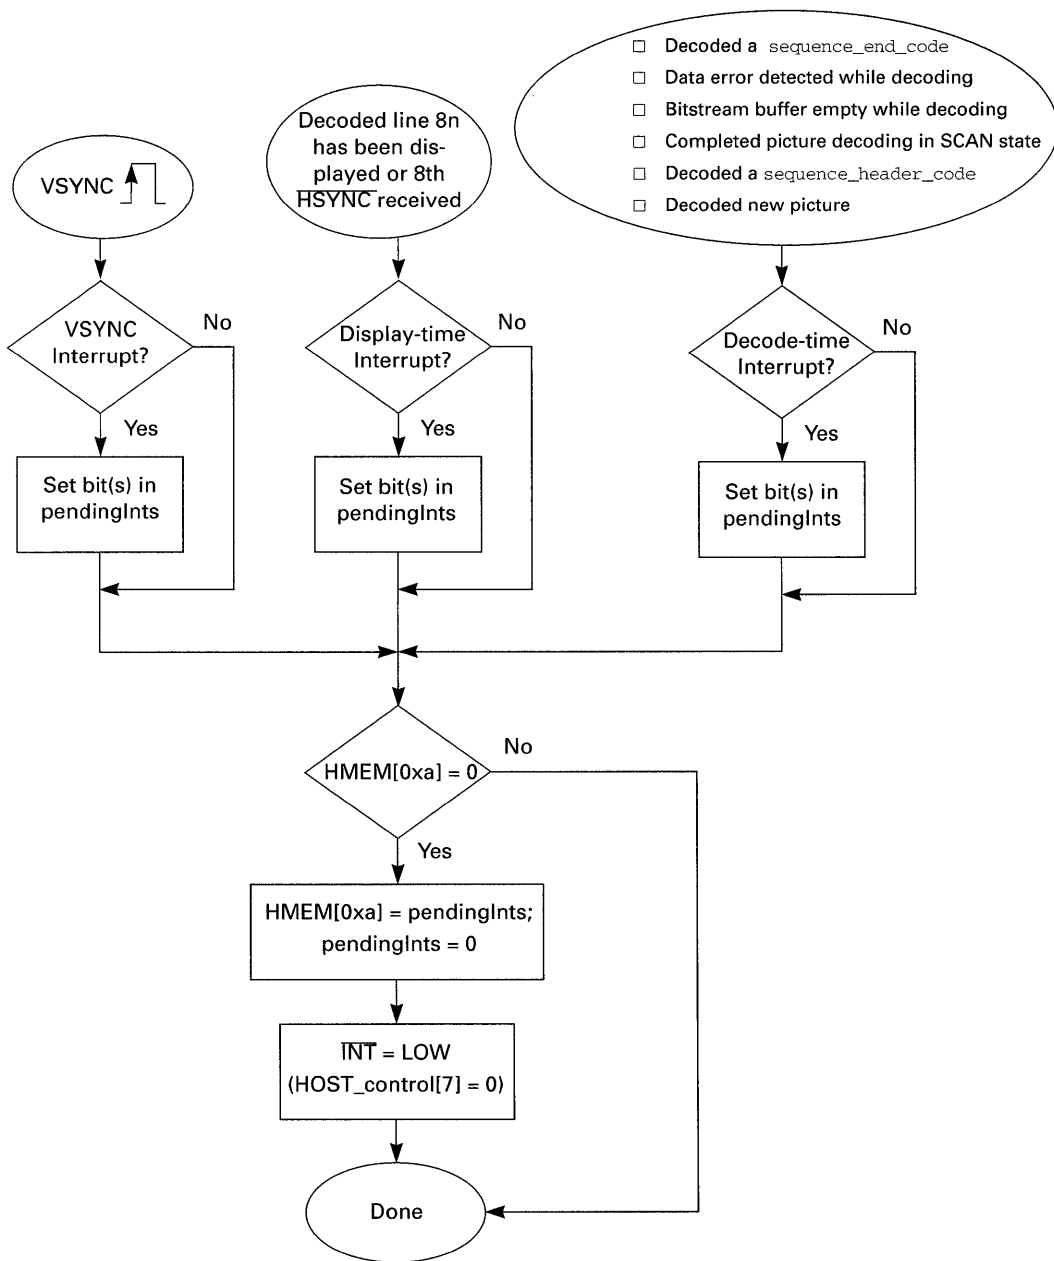 □ Decoded a sequence_end_code
□ Data error detected while decoding
□ Bitstream buffer empty while decoding
□ Completed picture decoding in SCAN state
□ Decoded a sequence_header_code
□ Decoded new picture
Decoded line 8n
has been dis-
played or 8th
HSYNC received
VSYNC
VSYNC
Interrupt?
No
Yes
Set bit(s) in
pendingInts
Display-time
Interrupt?
No
Yes
Set bit(s) in
pendingInts
Decode-time
Interrupt?
No
Yes
Set bit(s) in
pendingInts
HMEM[0xa] = 0
No
Yes
HMEM[0xa] = pendingInts;
pendingInts = 0
INT = LOW
(HOST_control[7] = 0)
Done